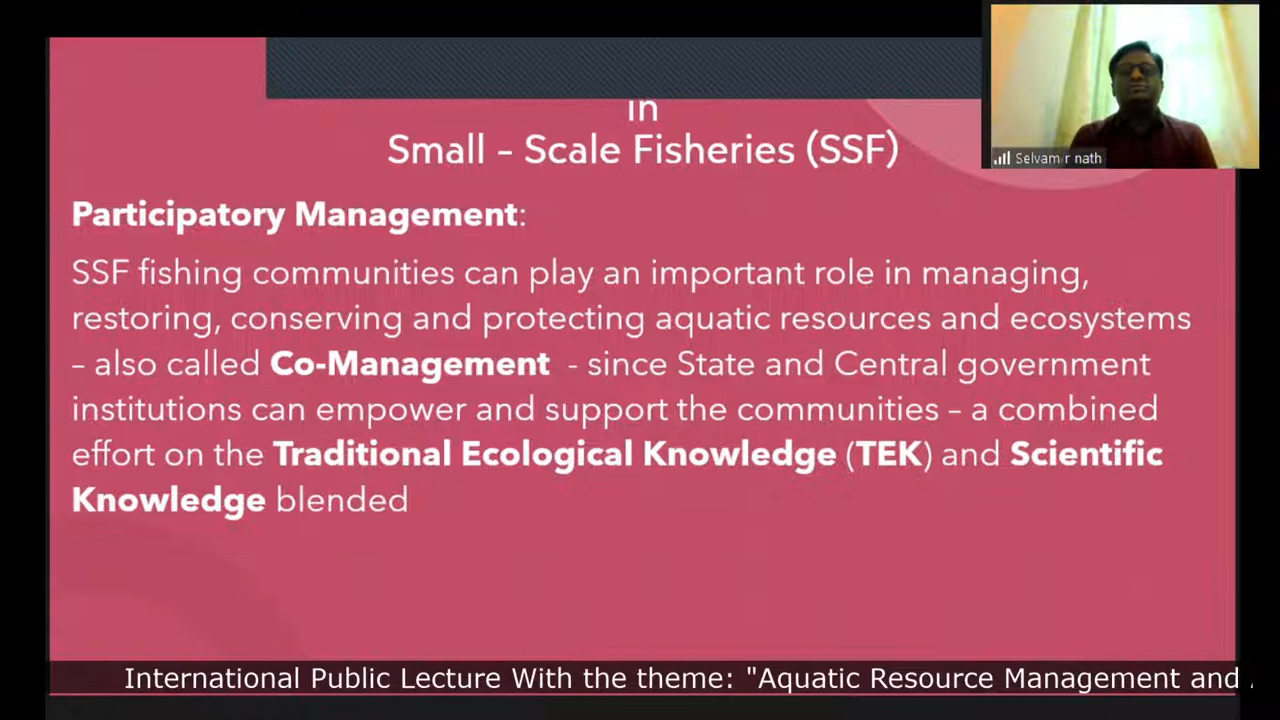 in
Small – Scale Fisheries (SSF)
Selvam r nath
Participatory Management:
SSF fishing communities can play an important role in managing,
restoring, conserving and protecting aquatic resources and ecosystems
– also called Co-Management - since State and Central government
institutions can empower and support the communities – a combined
effort on the Traditional Ecological Knowledge (TEK) and Scientific
Knowledge blended
International Public Lecture With the theme: "Aquatic Resource Management and